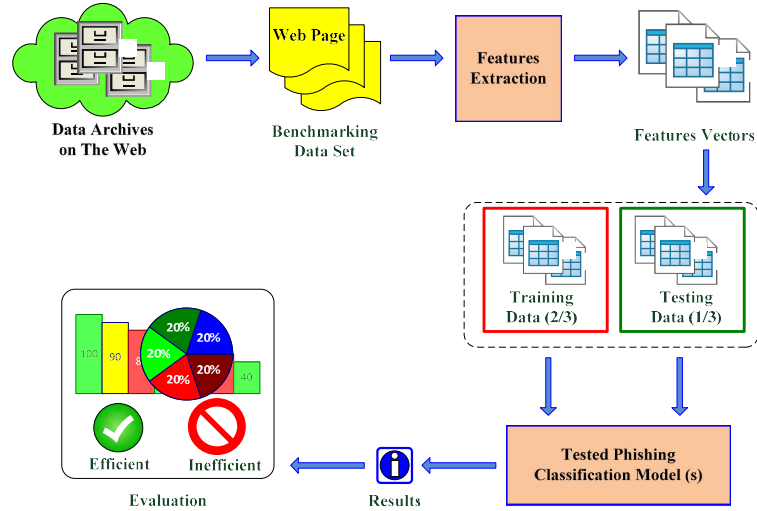 Web Page
Features
Extraction
Data Archives
on The Web
Benchmarking
Data Set
Features Vectors
Training
Data (2/3)
Testing
Data (1/3)
20%
20%
20%
20%
20%
100
90
8
40
Efficient
Inefficient
Evaluation
Results
Tested Phishing
Classification Model (s)